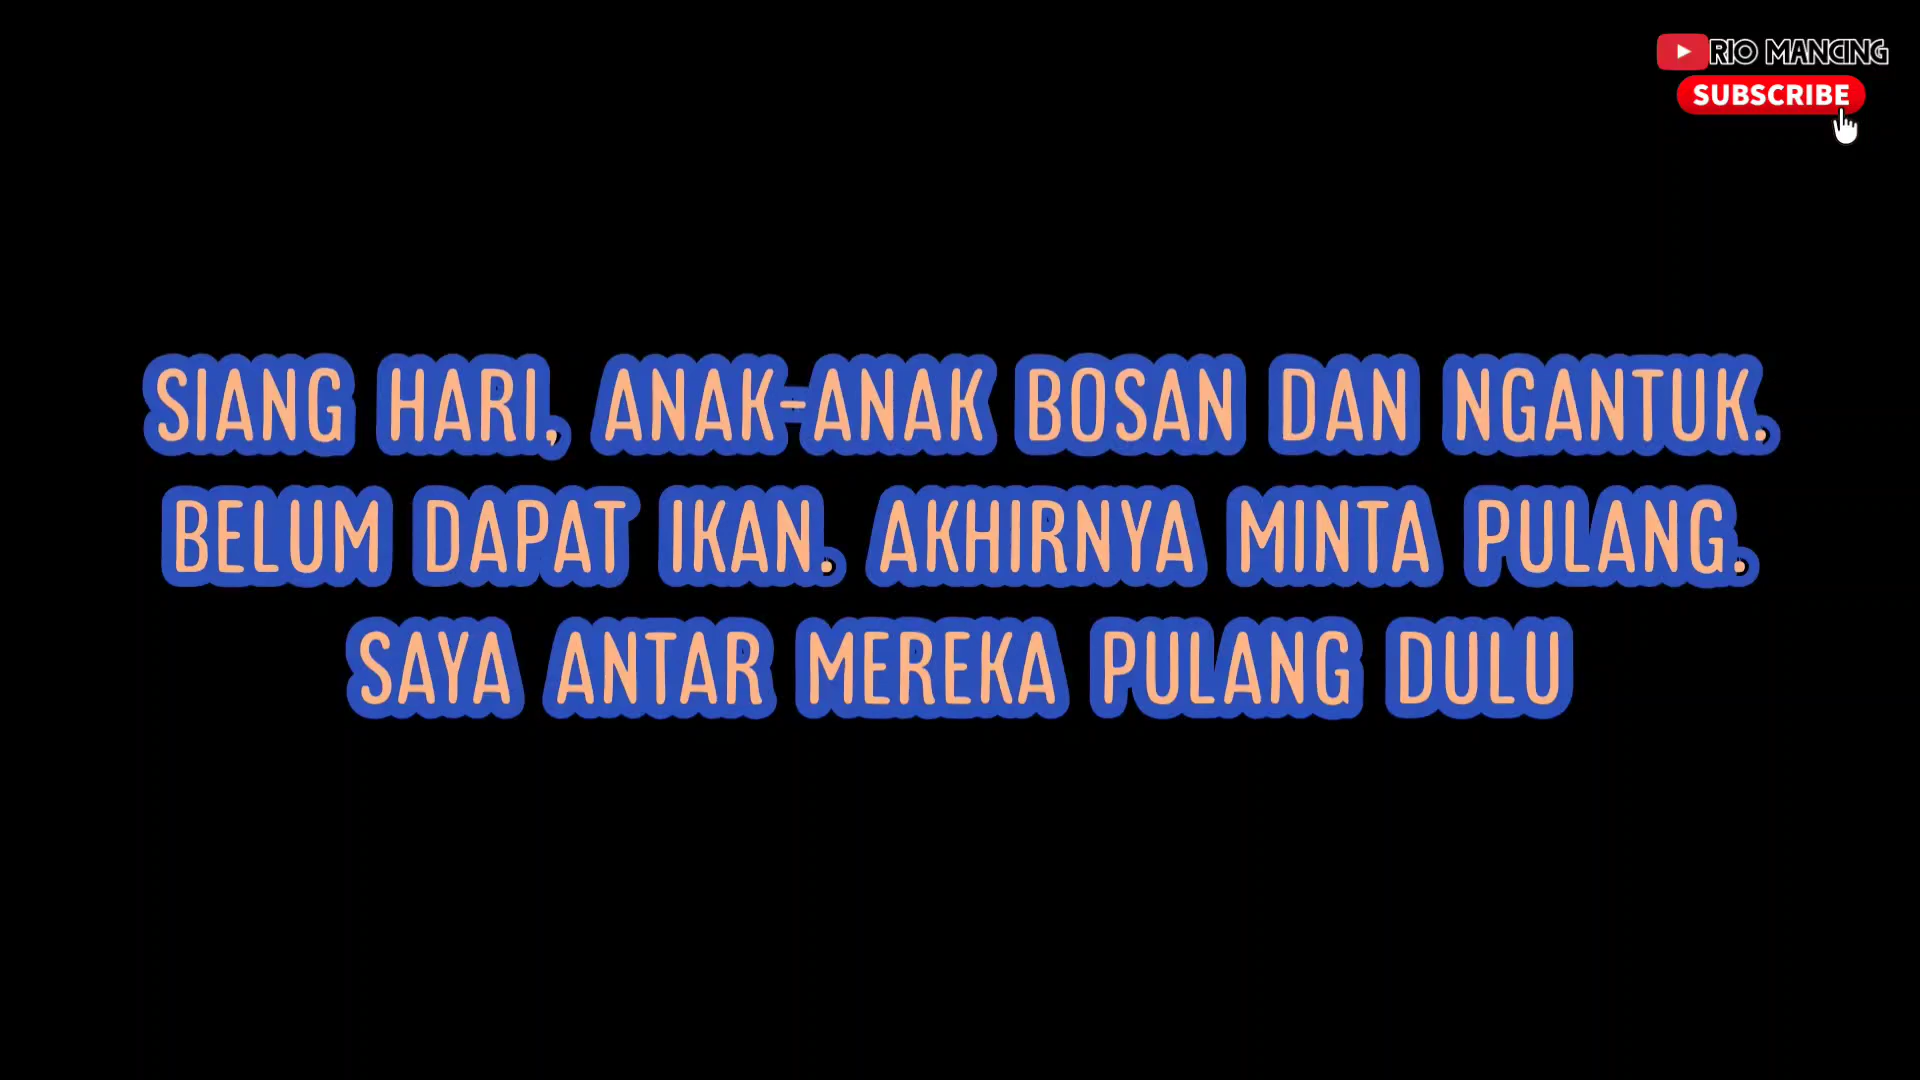 RIO MANCING
SUBSCRIBE
SIANG HARI, ANAK-ANAK BOSAN DAN NGANTUK.
BELUM DAPAT IKAN. AKHIRNYA MINTA PULANG.
SAYA ANTAR MEREKA PULANG DULU